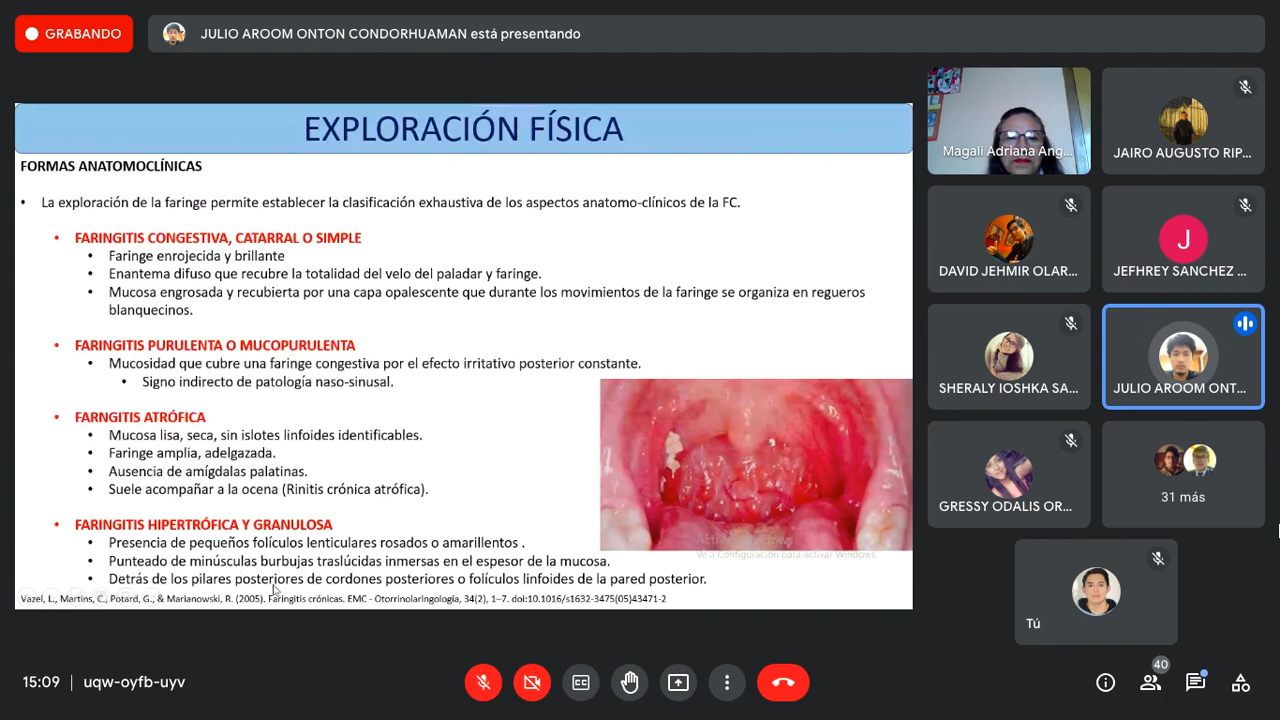 GRABANDO
JULIO AROOM ONTON CONDORHUAMAN está presentando
EXPLORACIÓN FÍSICA
FORMAS ANATOMOCLÍNICAS
• La exploración de la faringe permite establecer la clasificación exhaustiva de los aspectos anatomo-clínicos de la FC.
• FARINGITIS CONGESTIVA, CATARRAL O SIMPLE
• Faringe enrojecida y brillante
• Enantema difuso que recubre la totalidad del velo del paladar y faringe.
• Mucosa engrosada y recubierta por una capa opalescente que durante los movimientos de la faringe se organiza en regueros
blanquecinos.
• FARINGITIS PURULENTA O MUCOPURULENTA
• Mucosidad que cubre una faringe congestiva por el efecto irritativo posterior constante.
• Signo indirecto de patología naso-sinusal.
• FARNGITIS ATRÓFICA
• Mucosa lisa, seca, sin islotes linfoides identificables.
• Faringe amplia, adelgazada.
• Ausencia de amígdalas palatinas.
• Suele acompañar a la ocena (Rinitis crónica atrófica).
• FARINGITIS HIPERTRÓFICA Y GRANULOSA
• Presencia de pequeños folículos lenticulares rosados o amarillentos .
• Punteado de minúsculas burbujas traslúcidas inmersas en el espesor de la mucosa.
• Detrás de los pilares posteriores de cordones posteriores o folículos linfoides de la pared posterior.
Vazel, L., Martins, C., Potard, G., & Marianowski, R. (2005). Faringitis crónicas. EMC - Otorrinolaringología, 34(2), 1–7. doi:10.1016/s1632-3475(05)43471-2
Ve a Configuración para activar Windows.
Magali Adriana Ang...
JAIRO AUGUSTO RIP...
DAVID JEHMIR OLAR...
J
JEFHREY SANCHEZ ...
SHERALY IOSHKA SA...
JULIO AROOM ONT...
GRESSY ODALIS OR...
31 más
Tú
15:09 | uqw-oyfb-uyv
CC
40